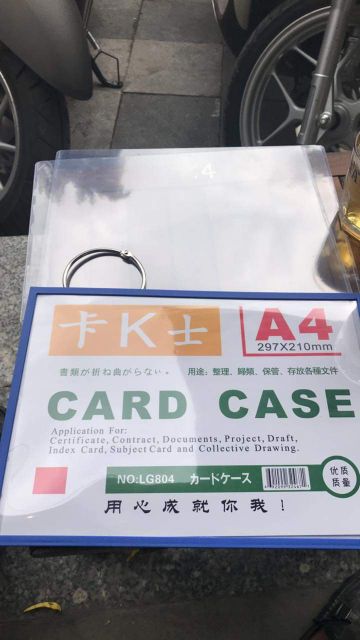 .4
卡K士
A4
297X210mm
書類が折ね曲がらない。
用途：整理、歸類、保管、存放各種文件
CARD CASE
Application For:
Certificate, Contract, Documents, Project, Draft,
Index Card, Subject Card and Collective Drawing.
NO:LG804 カードケース
优质
质量
用心成就你我！